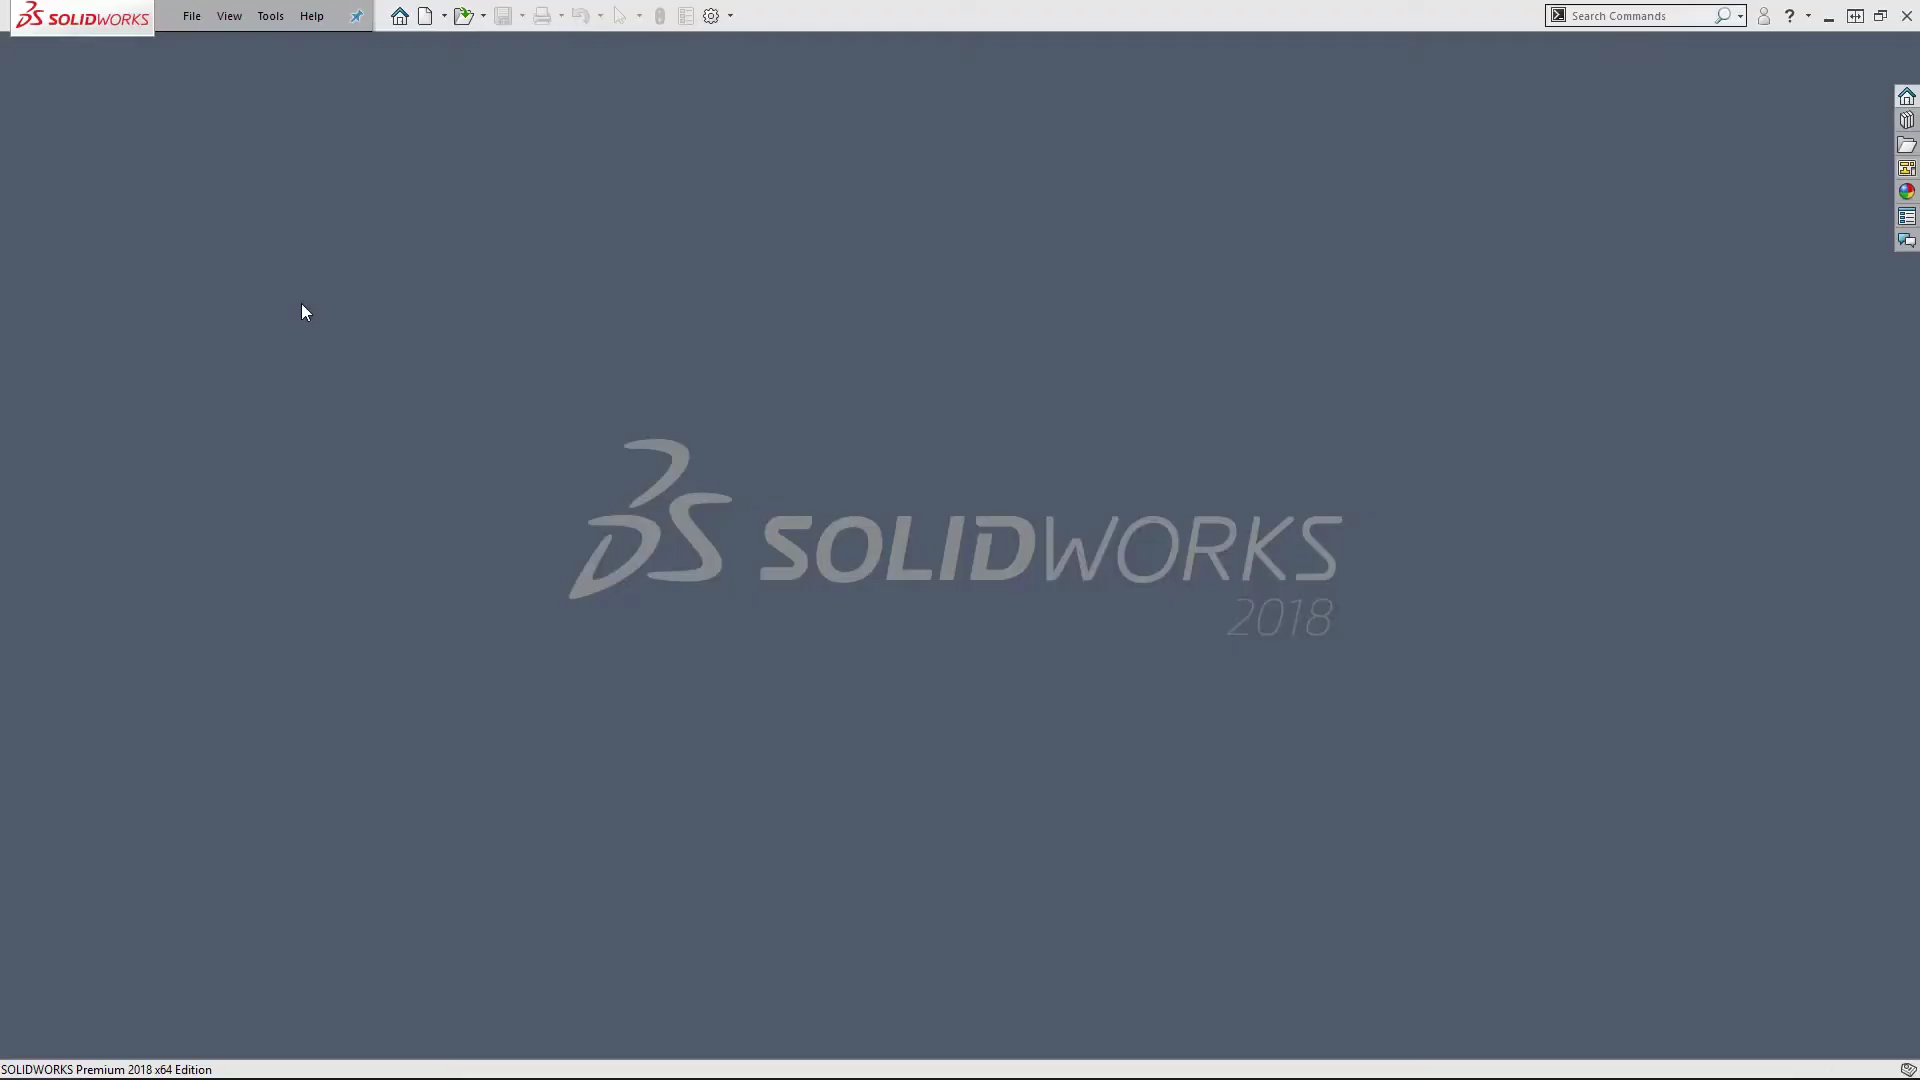 SOLIDWORKS File View Tools Help Search Commands ?
SOLIDWORKS
2018
SOLIDWORKS Premium 2018 x64 Edition